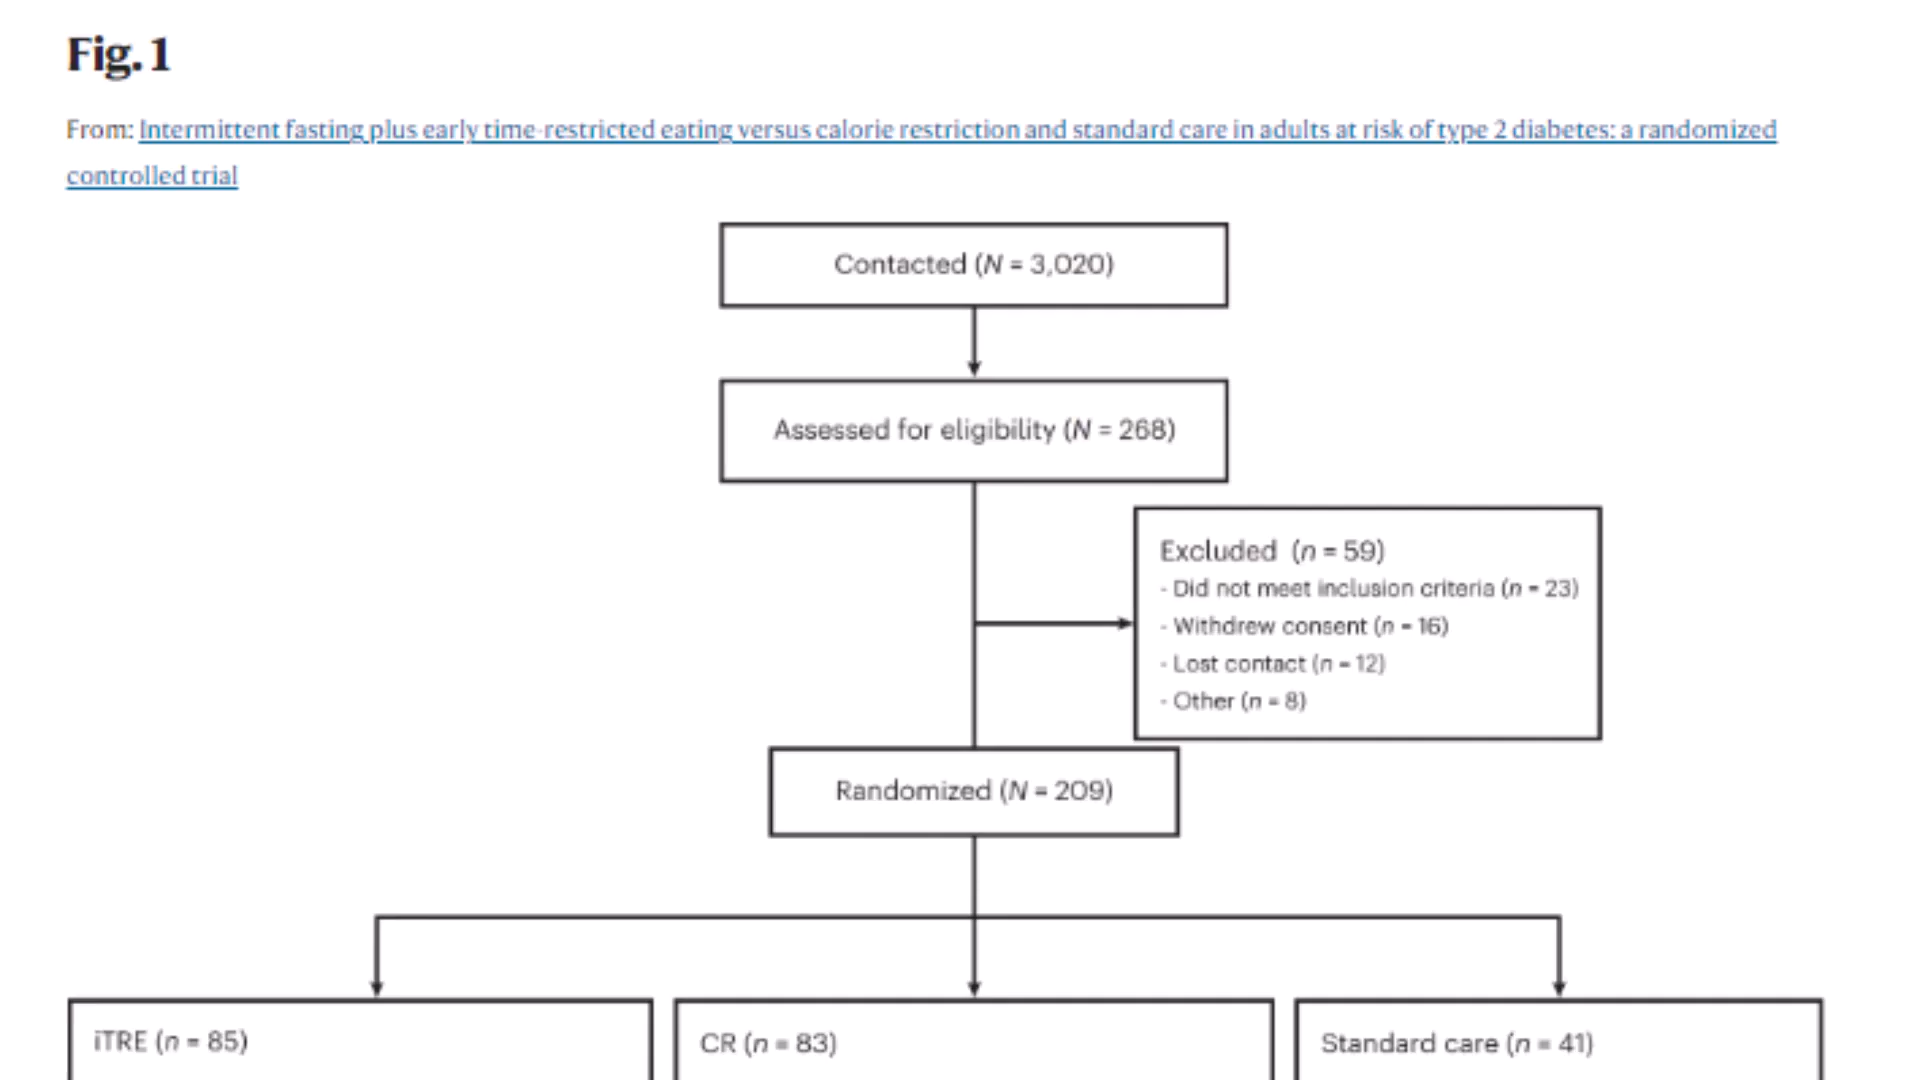 Fig. 1
From: Intermittent fasting plus early time-restricted eating versus calorie restriction and standard care in adults at risk of type 2 diabetes: a randomized
controlled trial
Contacted (N = 3,020)
Assessed for eligibility (N = 268)
Excluded (n = 59)
- Did not meet inclusion criteria (n = 23)
- Withdrew consent (n = 16)
- Lost contact (n = 12)
- Other (n = 8)
Randomized (N = 209)
iTRE (n = 85)
CR (n = 83)
Standard care (n = 41)